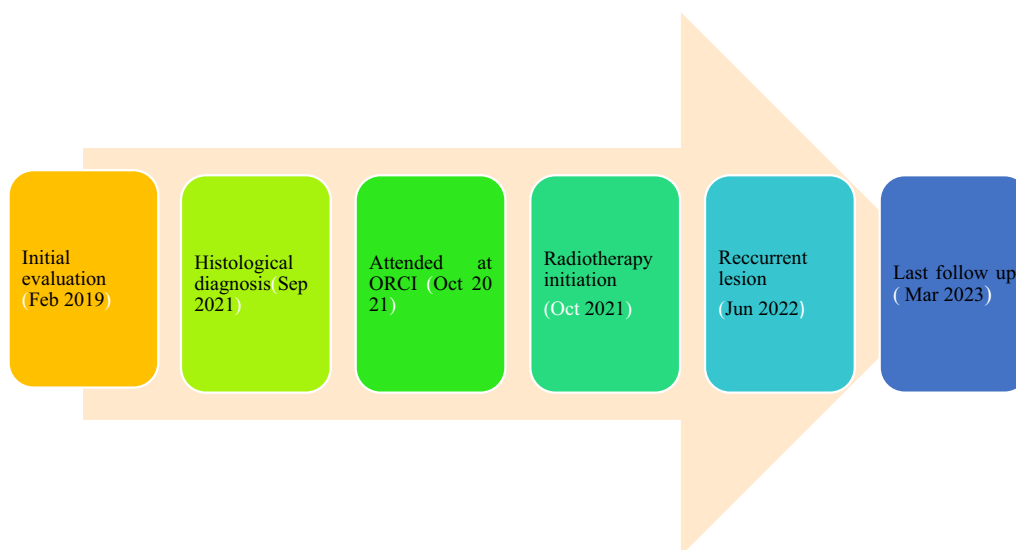 Initial
evaluation
(Feb 2019)
Histological
diagnosis(Sep
2021)
Attended at
ORCI (Oct 20
21)
Radiotherapy
initiation
(Oct 2021)
Reccurrent
lesion
(Jun 2022)
Last follow up
( Mar 2023)